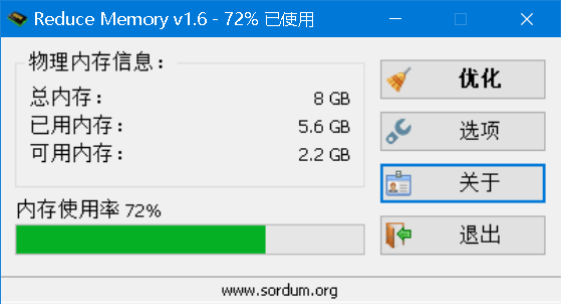 Reduce Memory v1.6 - 72% 已使用
物理内存信息：
总内存： 8 GB
已用内存： 5.6 GB
可用内存： 2.2 GB
内存使用率 72%
优化
选项
关于
退出
www.sordum.org